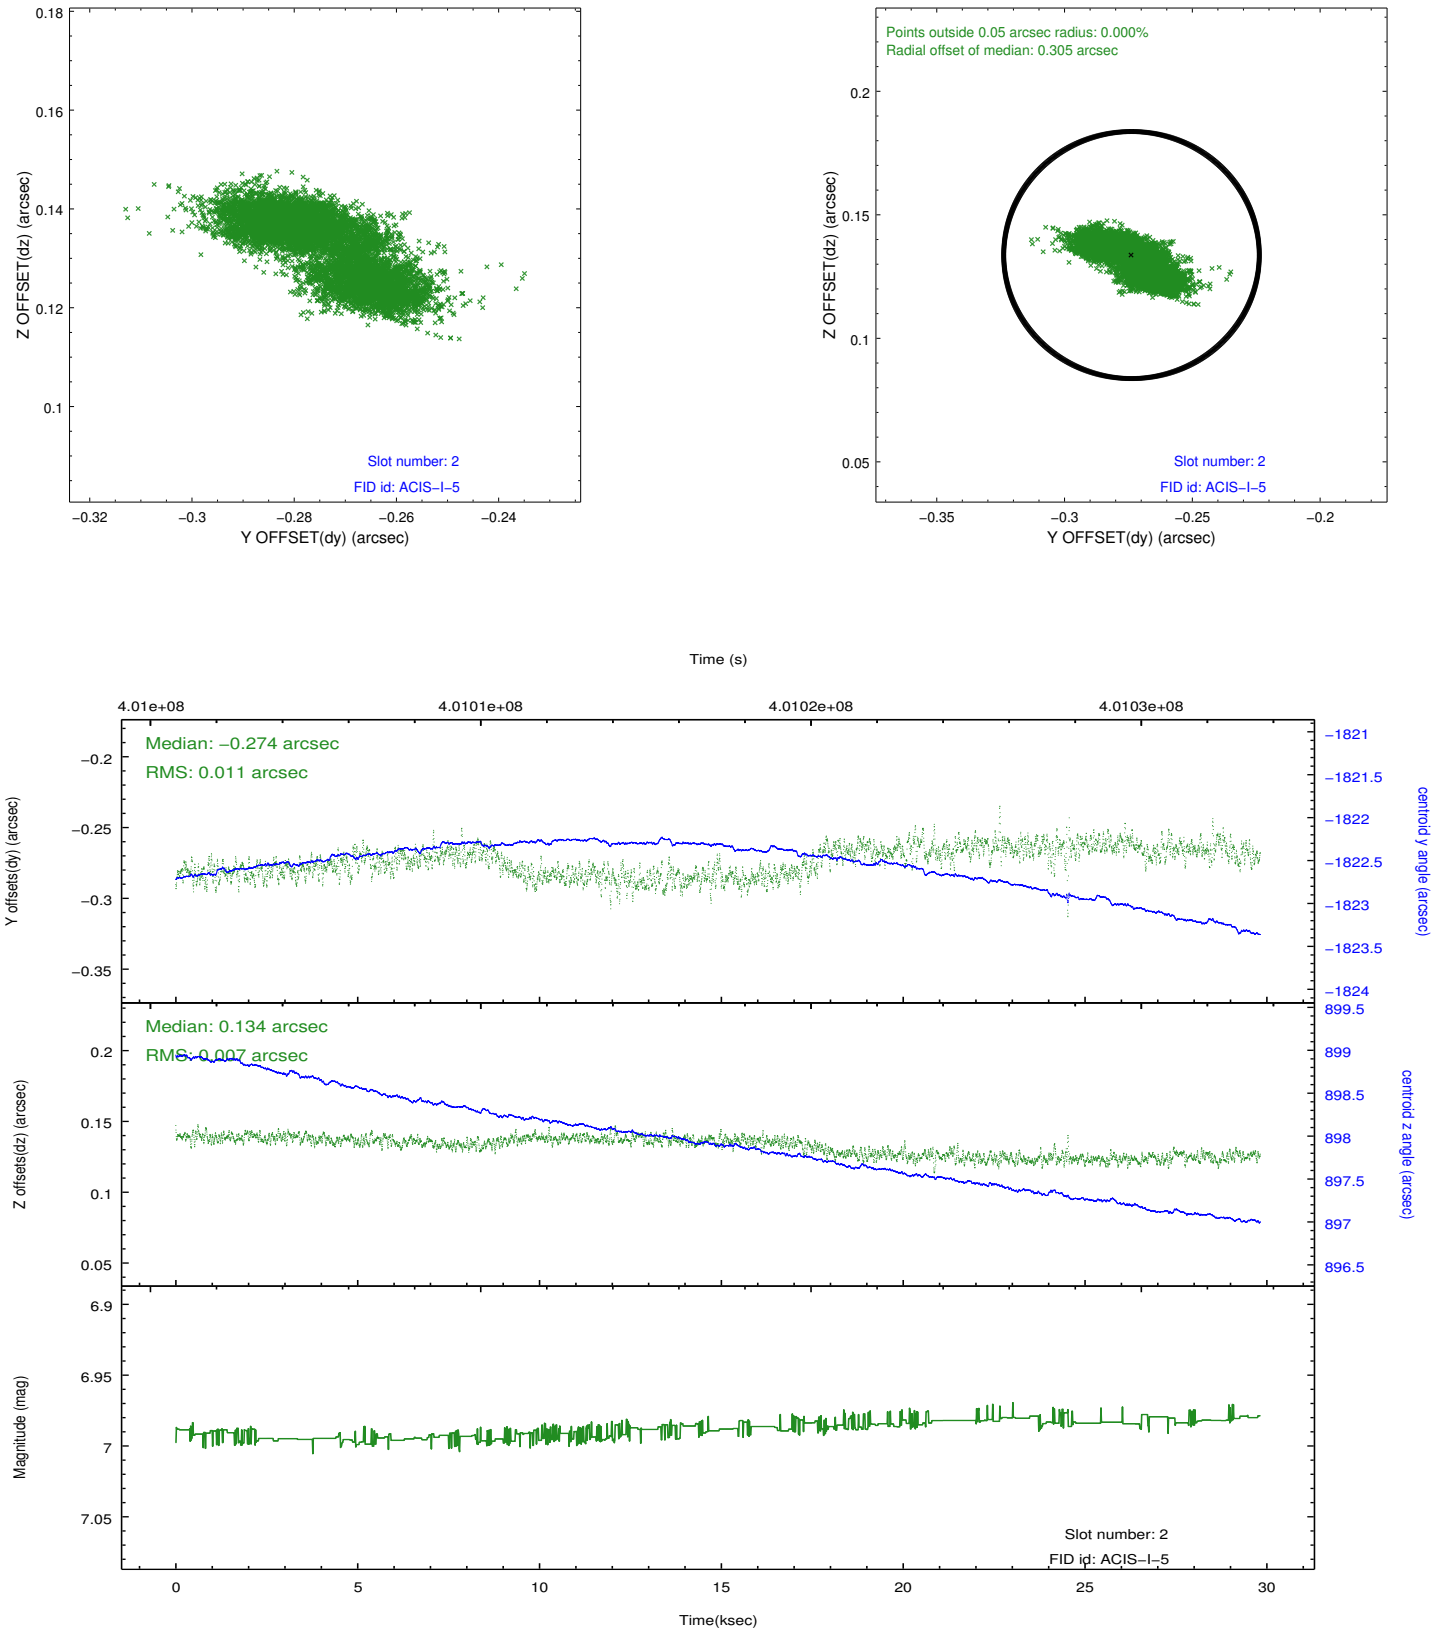 0.18
0.16
0.14
0.12
0.1
Z OFFSET(dz) (arcsec)
Slot number: 2
FID id: ACIS−I−5
−0.32 −0.3 −0.28 −0.26 −0.24
Y OFFSET(dy) (arcsec)
Points outside 0.05 arcsec radius: 0.000%
Radial offset of median: 0.305 arcsec
0.2
0.15
0.1
0.05
Z OFFSET(dz) (arcsec)
Slot number: 2
FID id: ACIS−I−5
−0.35 −0.3 −0.25 −0.2
Y OFFSET(dy) (arcsec)
Time (s)
4.01e+08 4.0101e+08 4.0102e+08 4.0103e+08
Median: −0.274 arcsec
RMS: 0.011 arcsec
−0.2
−0.25
−0.3
−0.35
Y offsets(dy) (arcsec)
−1821
−1821.5
−1822
−1822.5
−1823
−1823.5
−1824
centroid y angle (arcsec)
Median: 0.134 arcsec
RMS: 0.007 arcsec
0.2
0.15
0.1
0.05
Z offsets(dz) (arcsec)
899.5
899
898.5
898
897.5
897
896.5
centroid z angle (arcsec)
6.9
6.95
7
7.05
Magnitude (mag)
Slot number: 2
FID id: ACIS−I−5
0 5 10 15 20 25 30
Time(ksec)